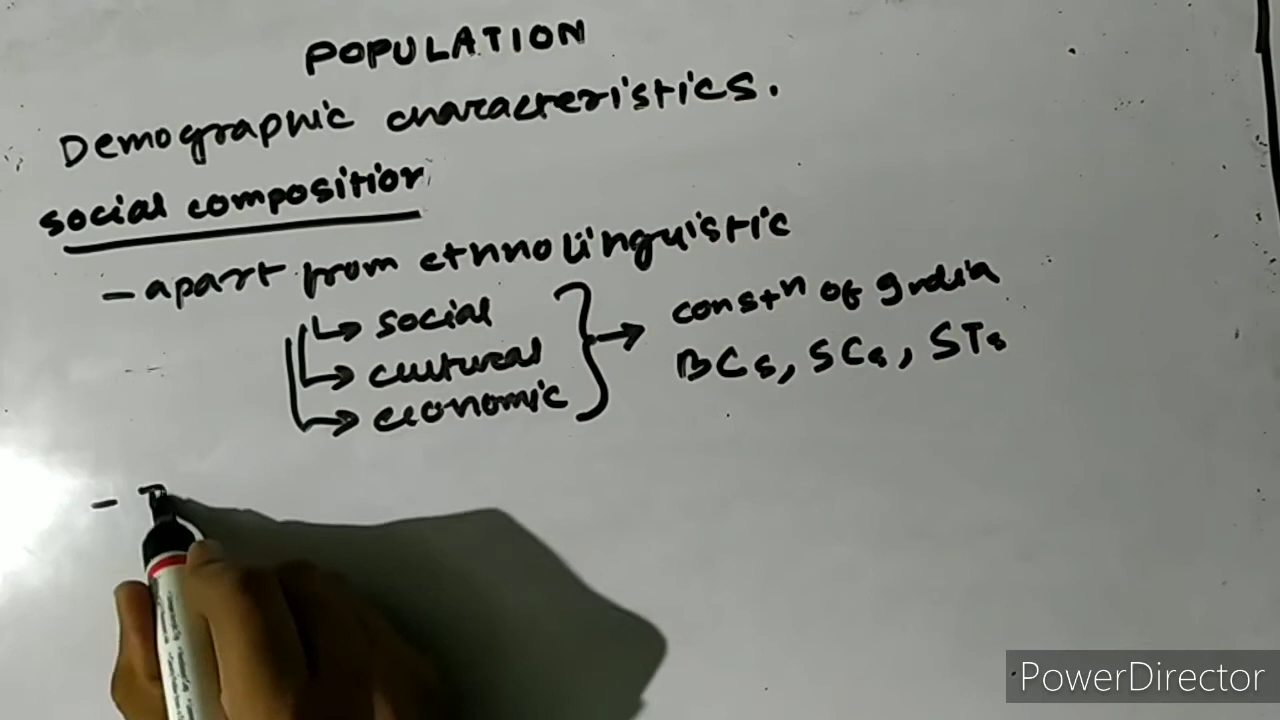 POPULATION
Demographic characteristics.
social composition
- apart from ethnolinguistic
↳ social
↳ cultural
↳ economic
→ constn of India
BCs, SCs, STs
- T
PowerDirector